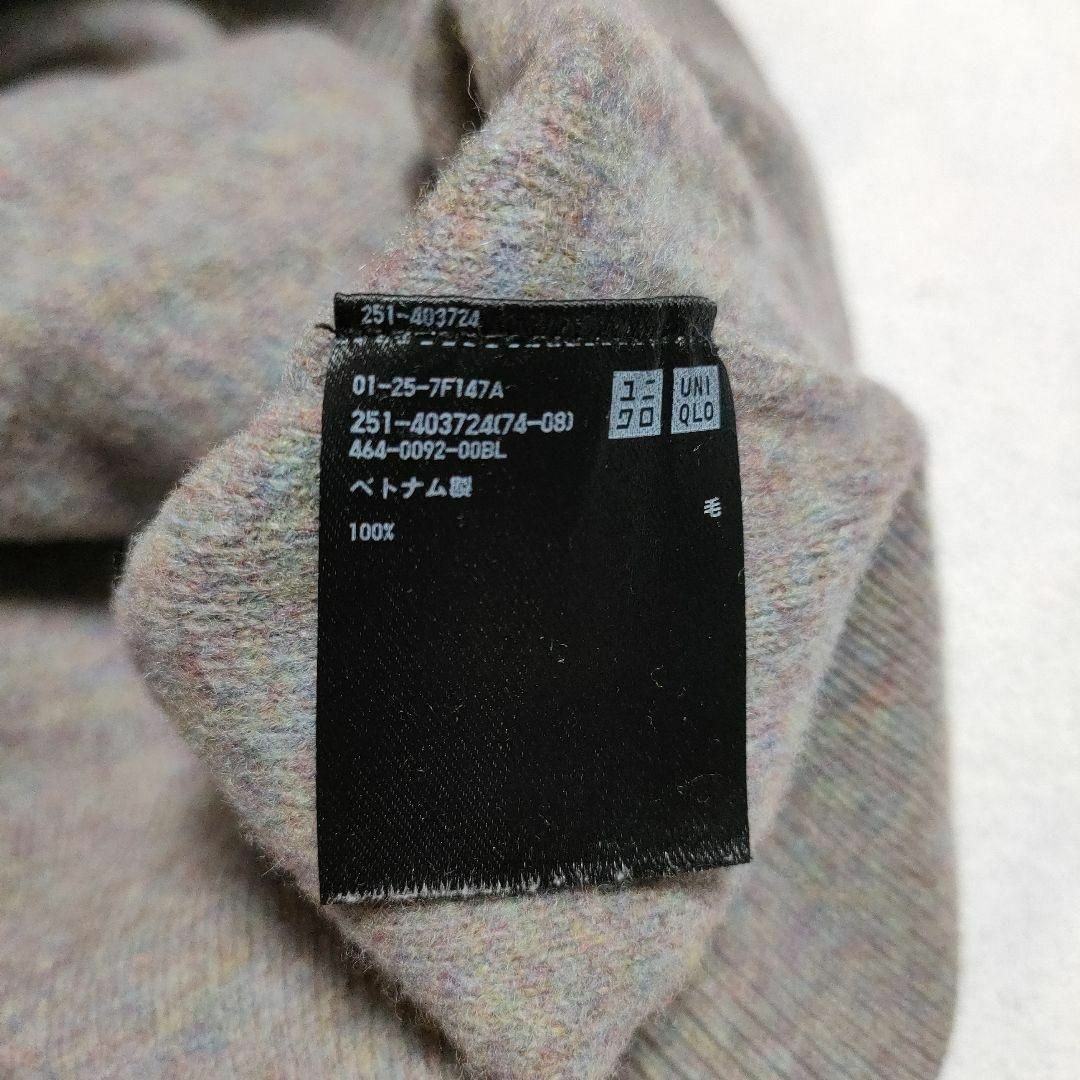 251-403724
01-25-7F147A
251-403724(74-08)
464-0092-00BL
ベトナム製
毛
100%
ユニ
クロ
UNI
QLO